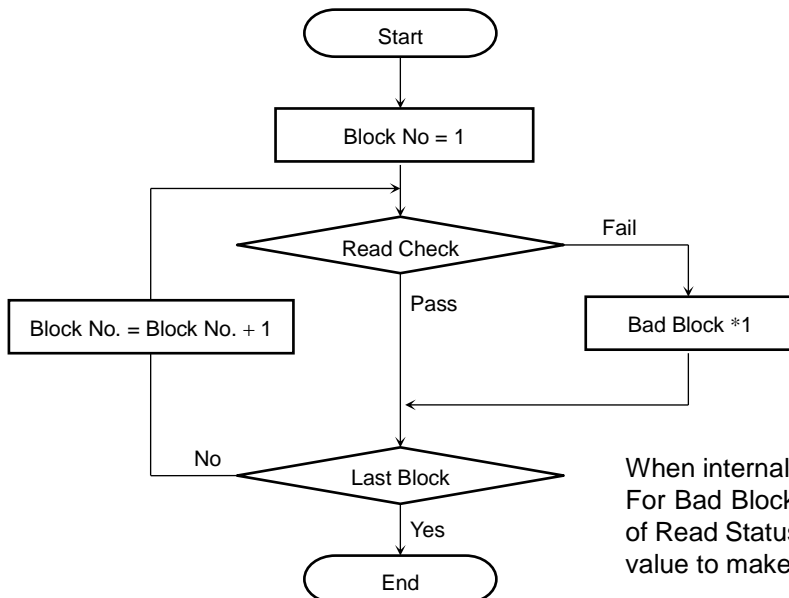 Start
Block No = 1
Read Check
Fail
Pass
Block No. = Block No. + 1
Bad Block *1
No
Last Block
Yes
End
When internal
For Bad Block
of Read Status
value to make